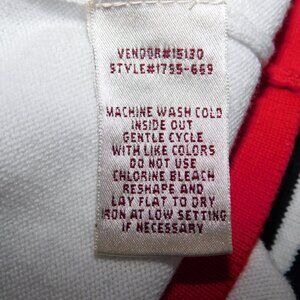 VENDOR#15130
STYLE#1795-669
MACHINE WASH COLD
INSIDE OUT
GENTLE CYCLE
WITH LIKE COLORS
DO NOT USE
CHLORINE BLEACH
RESHAPE AND
LAY FLAT TO DRY
IRON AT LOW SETTING
IF NECESSARY